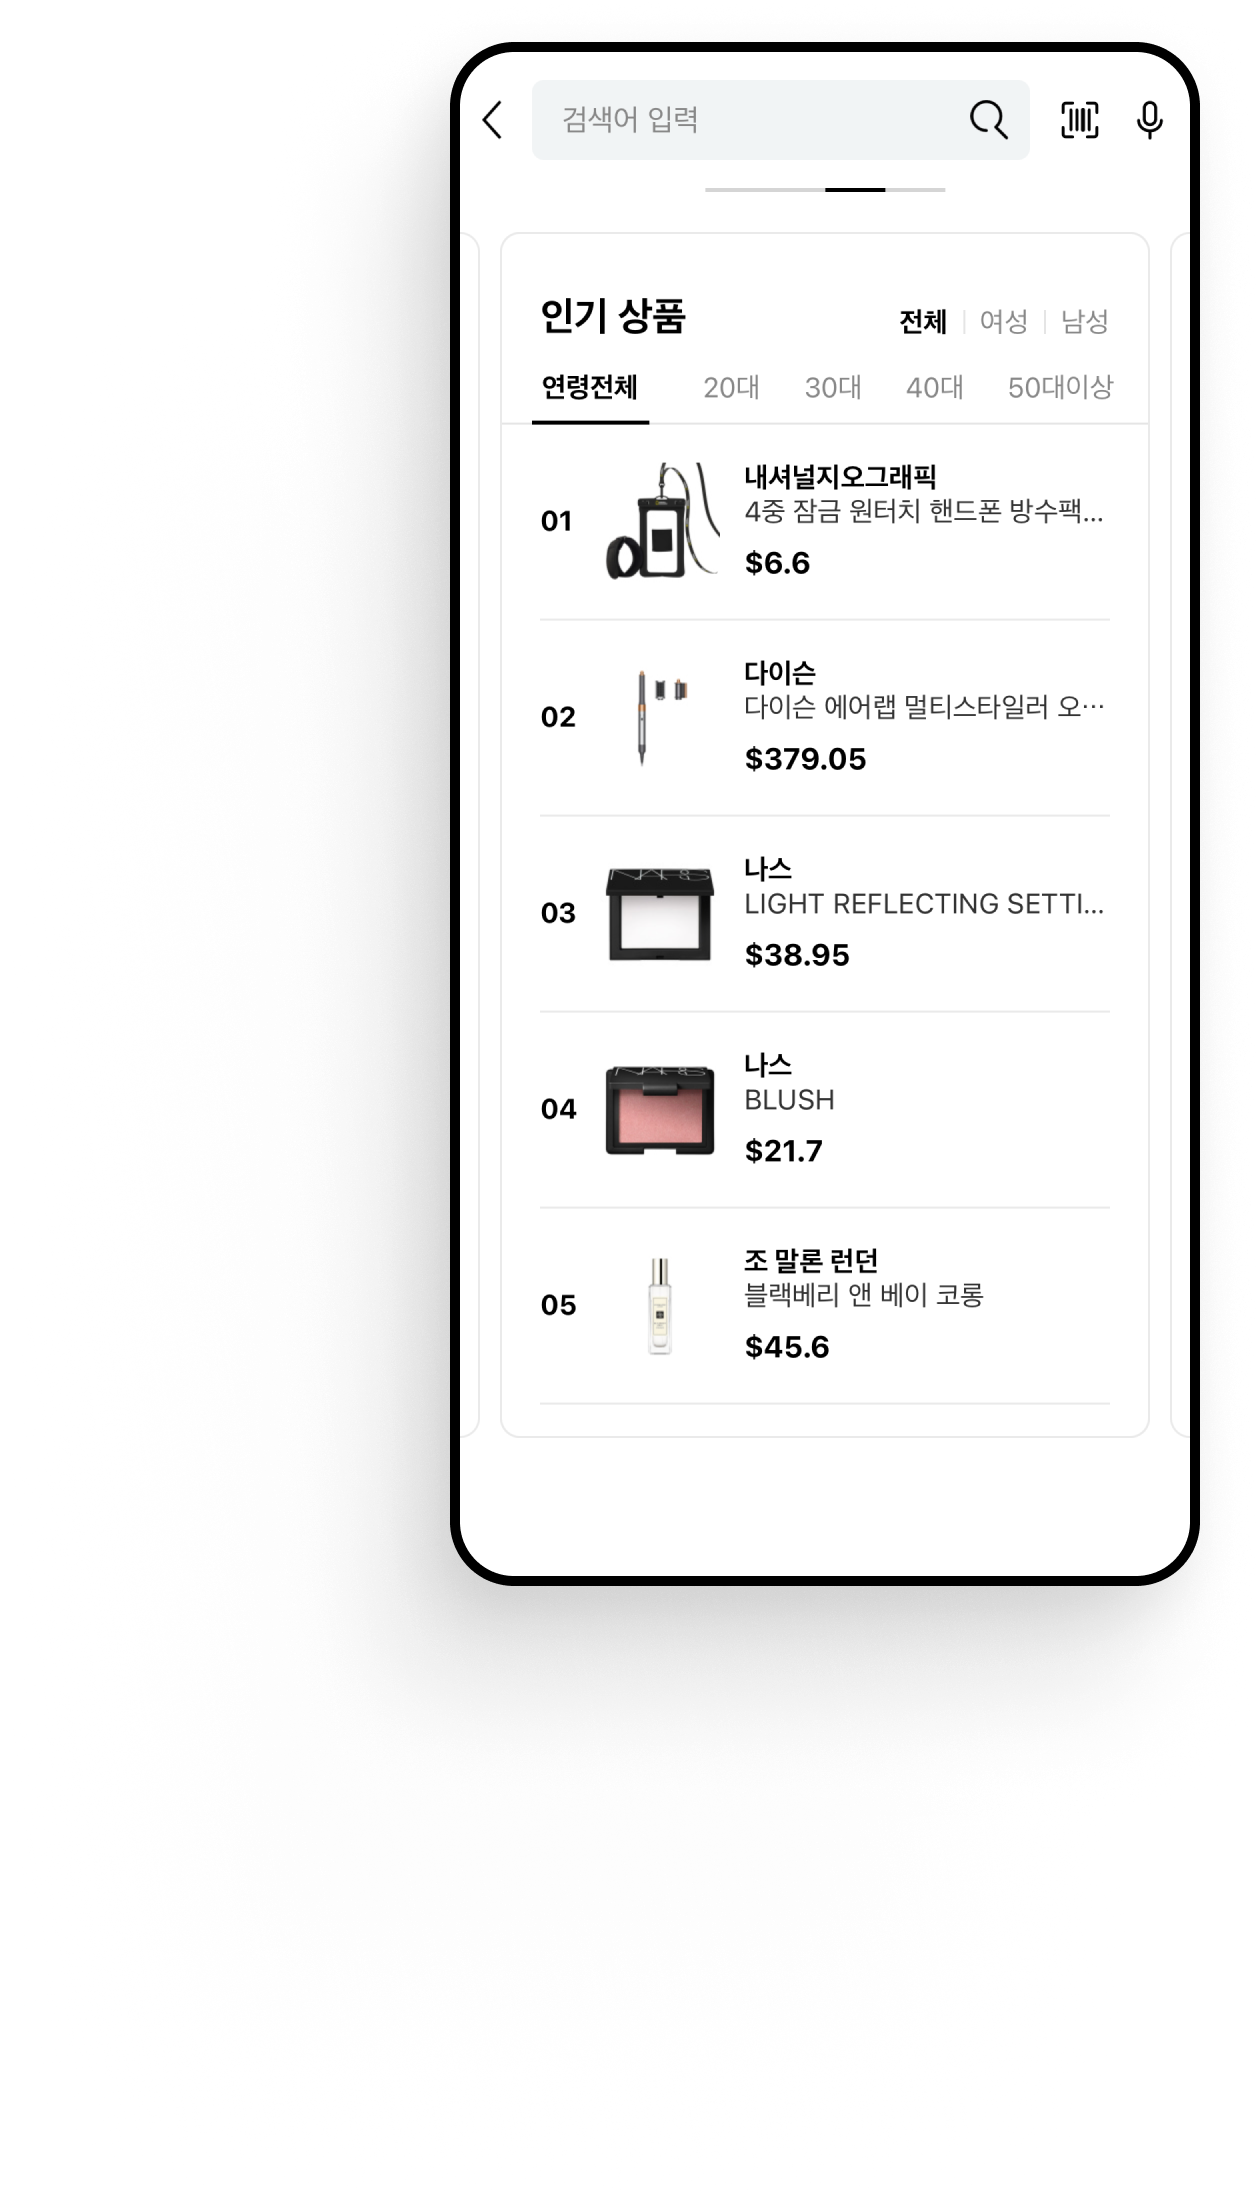 검색어 입력
인기 상품
전체 | 여성 | 남성
연령전체 20대 30대 40대 50대이상
01
내셔널지오그래픽
4중 잠금 원터치 핸드폰 방수팩...
$6.6
02
다이슨
다이슨 에어랩 멀티스타일러 오...
$379.05
03
NARS
나스
LIGHT REFLECTING SETTI...
$38.95
04
NARS
나스
BLUSH
$21.7
05
조 말론 런던
블랙베리 앤 베이 코롱
$45.6